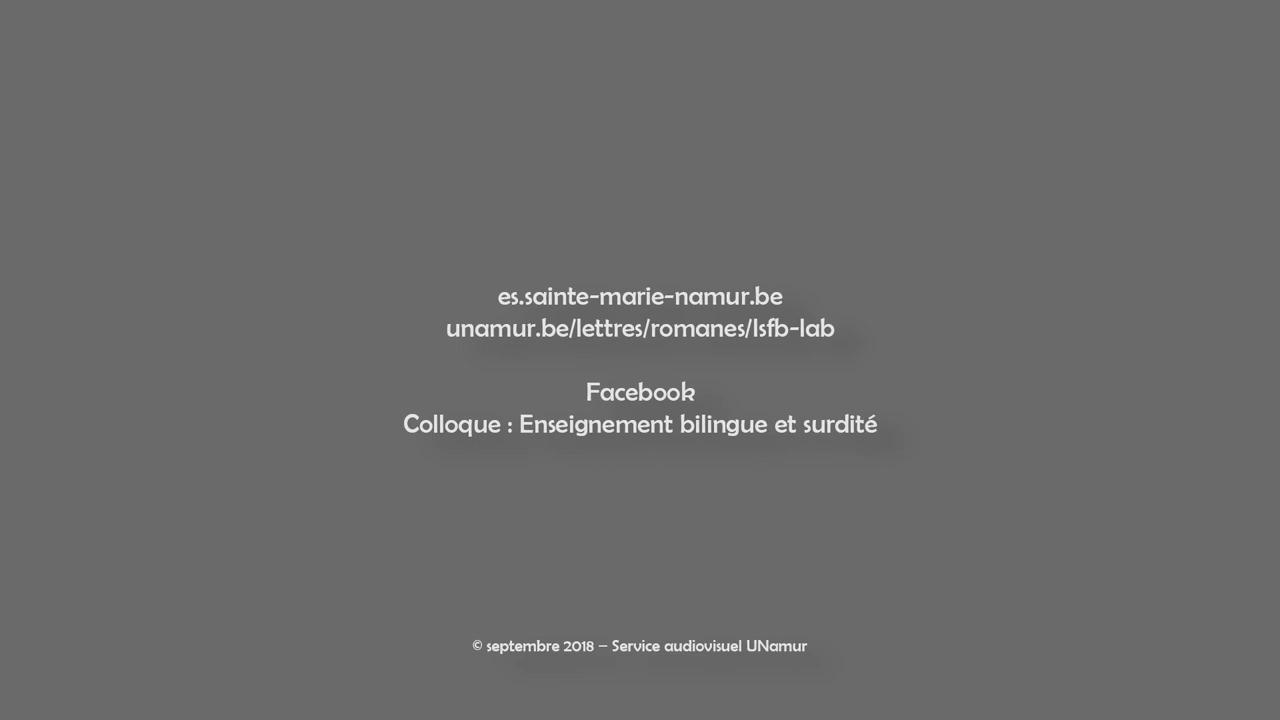 es.sainte-marie-namur.be
unamur.be/lettres/romanes/lsfb-lab
Facebook
Colloque : Enseignement bilingue et surdité
© septembre 2018 – Service audiovisuel UNamur